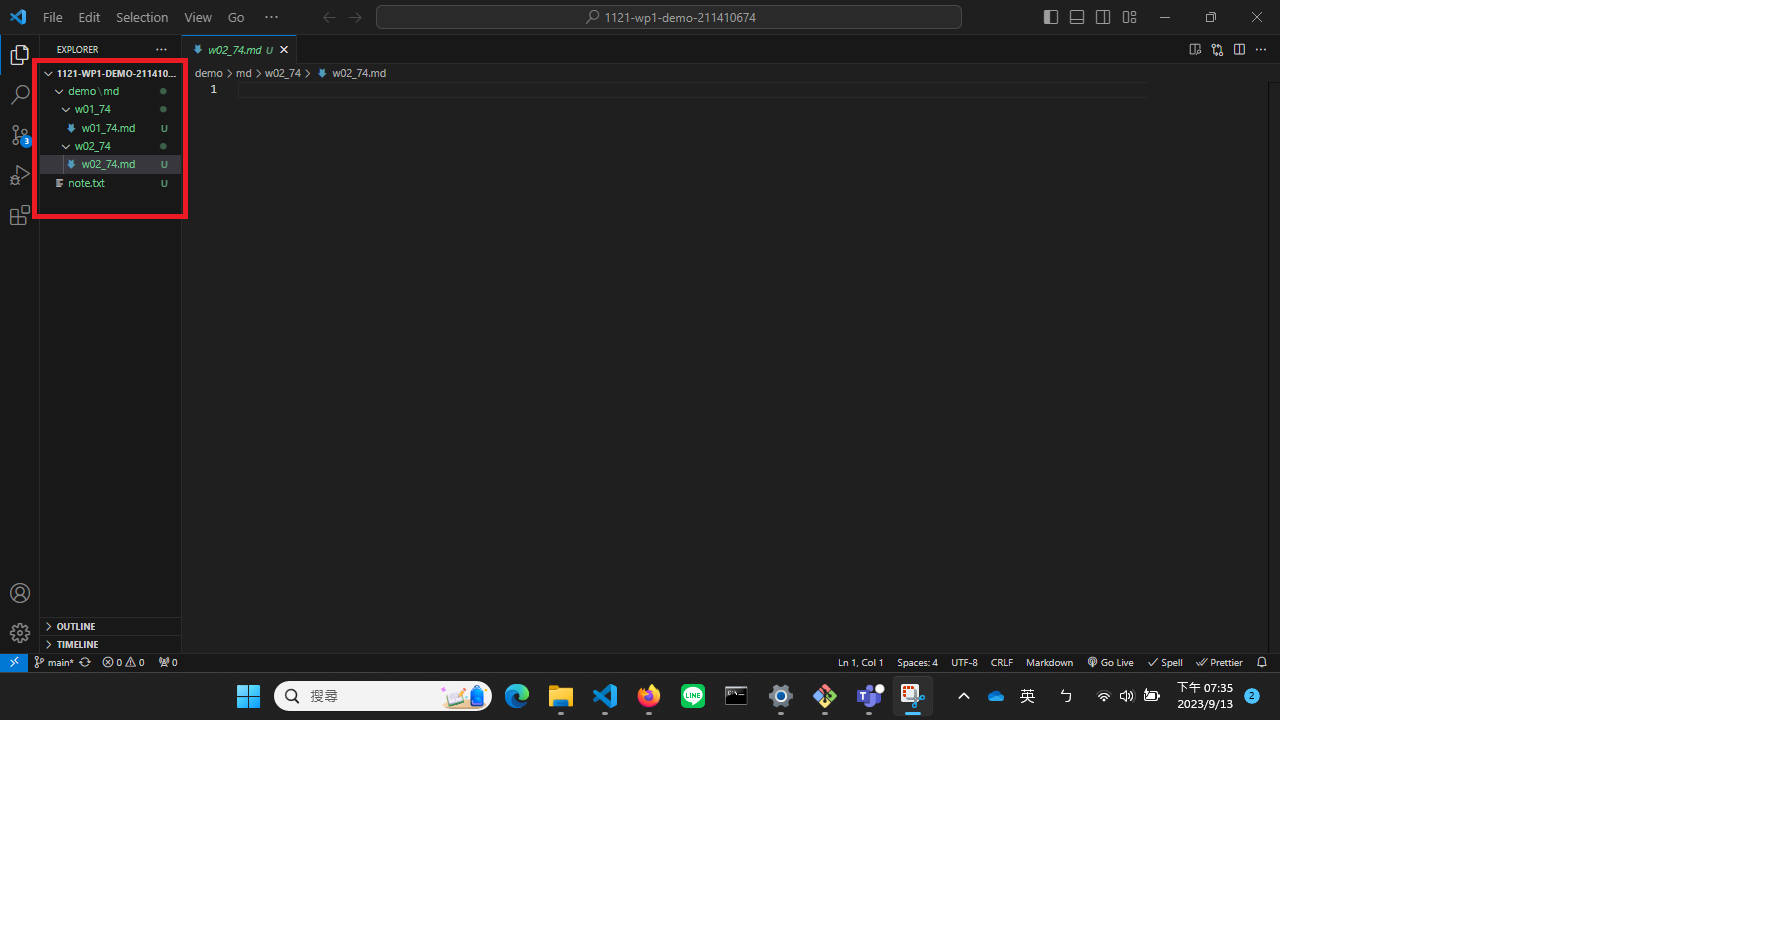 File Edit Selection View Go ...
1121-wp1-demo-211410674
EXPLORER ...
w02_74.md U
1121-WP1-DEMO-211410...
demo\md
w01_74
w01_74.md U
w02_74
w02_74.md U
note.txt U
demo > md > w02_74 > w02_74.md
1
3
OUTLINE
TIMELINE
main* 0 0 0
Ln 1, Col 1 Spaces: 4 UTF-8 CRLF Markdown Go Live Spell Prettier
搜尋
LINE
C:\_
T
英
ㄅ
下午 07:35
2023/9/13
2